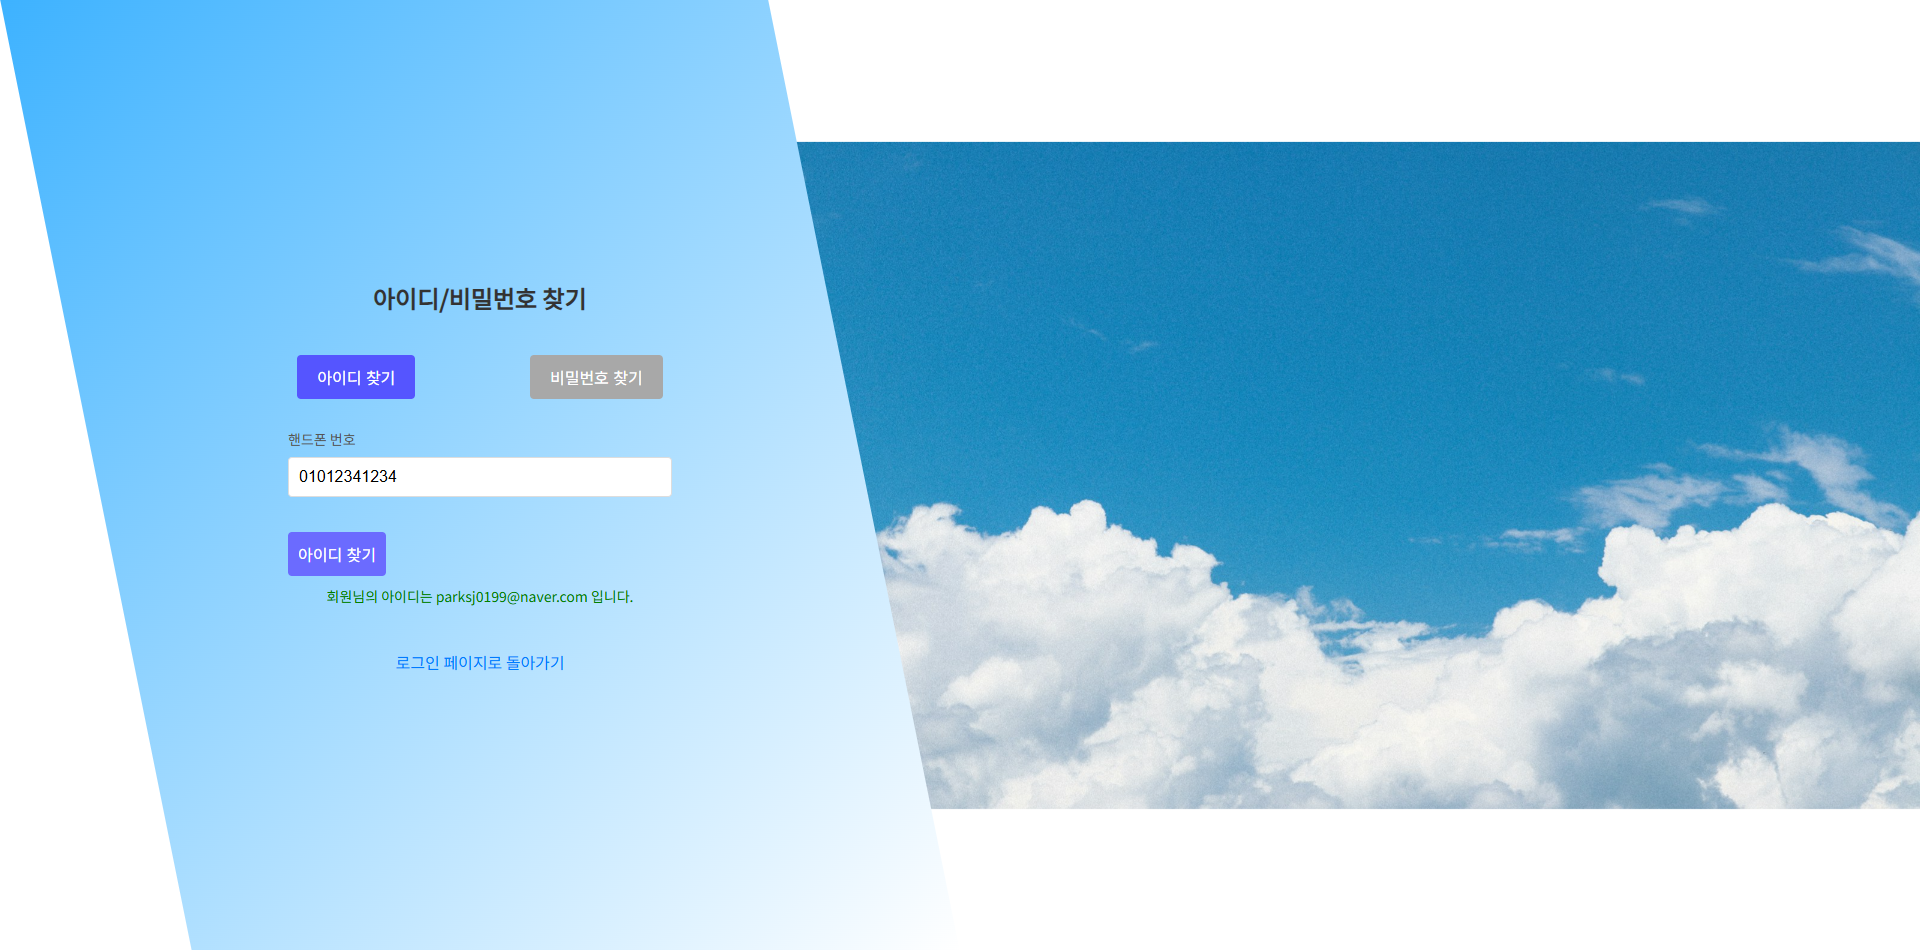 아이디/비밀번호 찾기
아이디 찾기 비밀번호 찾기
핸드폰 번호
01012341234
아이디 찾기
회원님의 아이디는 parksj0199@naver.com 입니다.
로그인 페이지로 돌아가기